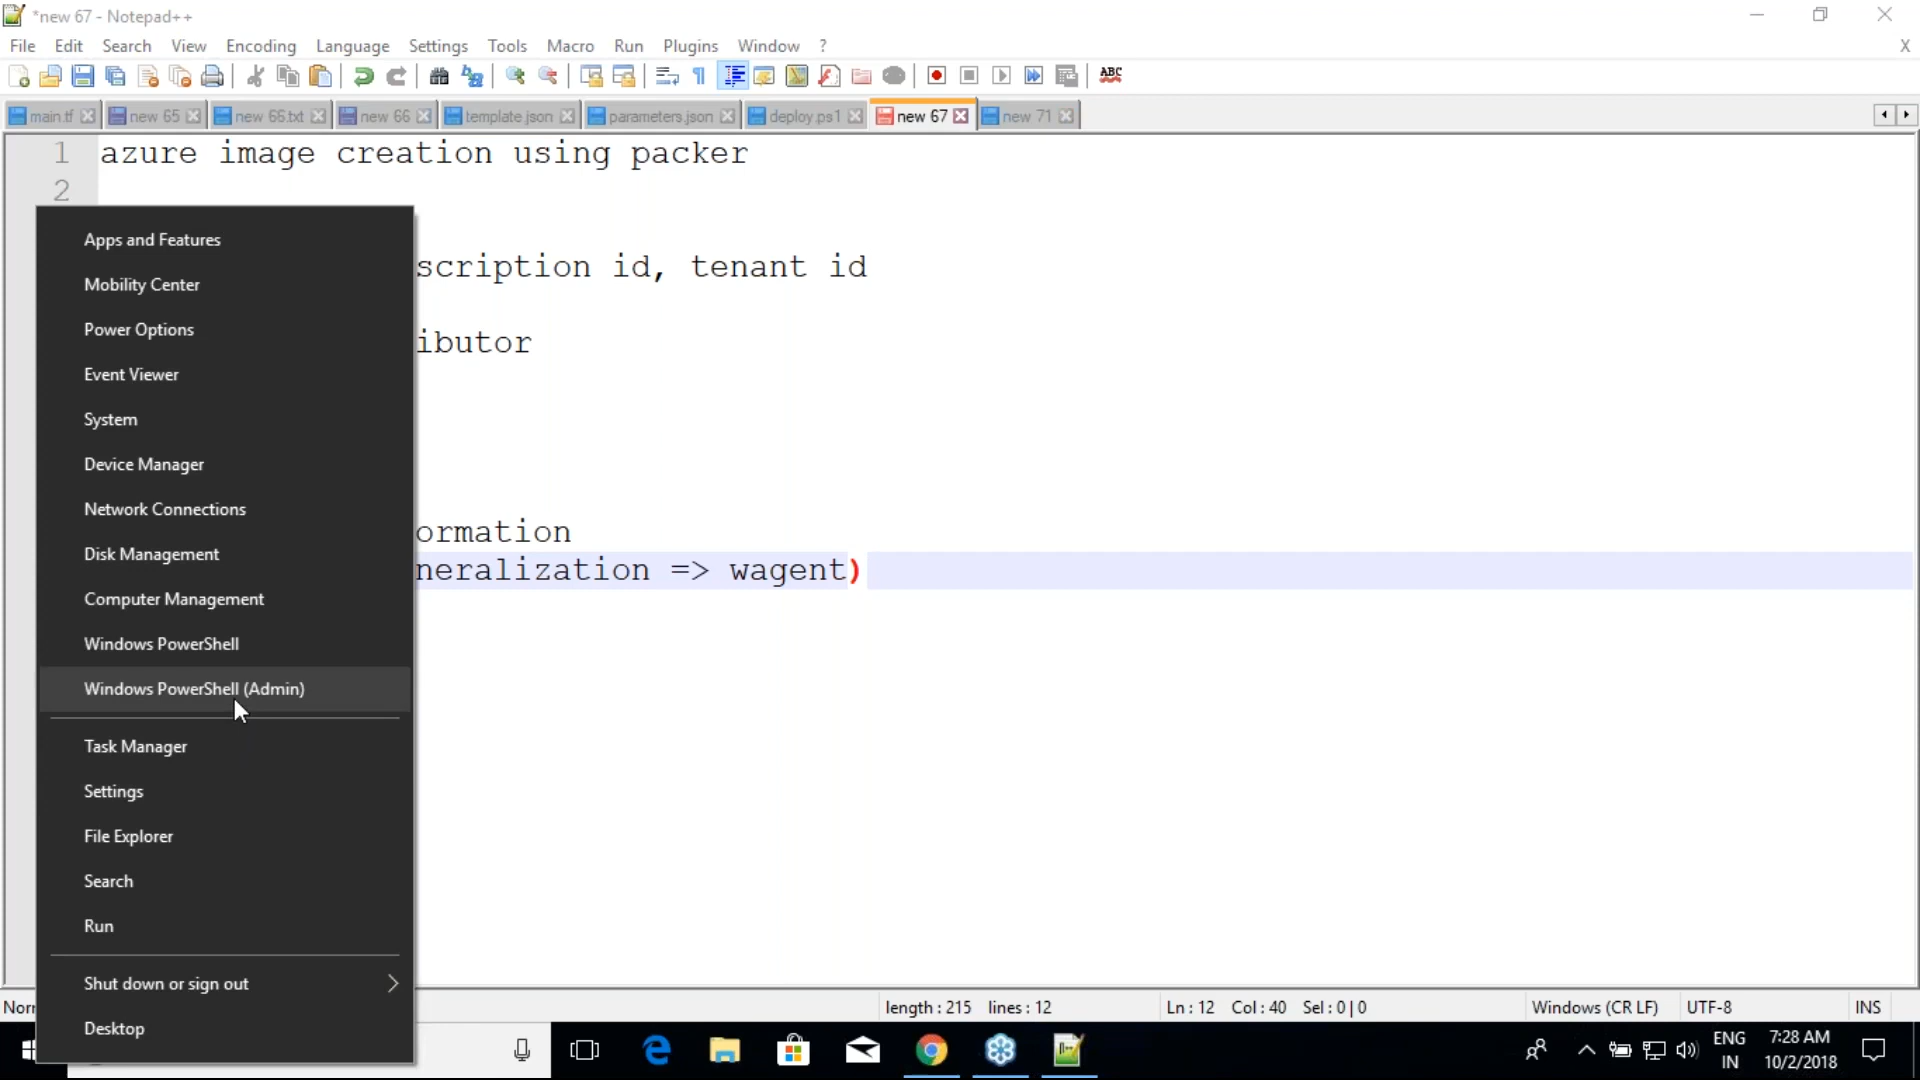 *new 67 - Notepad++
File Edit Search View Encoding Language Settings Tools Macro Run Plugins Window ? X
ABC
main.tf new 65 new 66.txt new 66 template.json parameters.json deploy.ps1 new 67 new 71
1 azure image creation using packer
2
scription id, tenant id
ibutor
ormation
neralization => wagent)
Apps and Features
Mobility Center
Power Options
Event Viewer
System
Device Manager
Network Connections
Disk Management
Computer Management
Windows PowerShell
Windows PowerShell (Admin)
Task Manager
Settings
File Explorer
Search
Run
Shut down or sign out
Desktop
Norr length : 215 lines : 12 Ln : 12 Col : 40 Sel : 0 | 0 Windows (CR LF) UTF-8 INS
ENG 7:28 AM
IN 10/2/2018